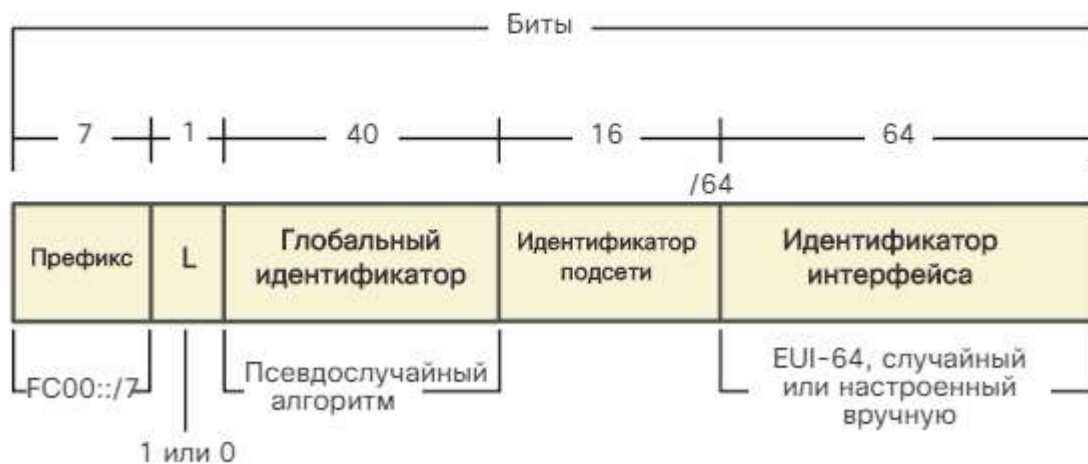 Биты
7
1
40
16
64
/64
Префикс
L
Глобальный
идентификатор
Идентификатор
подсети
Идентификатор
интерфейса
FC00::/7
1 или 0
Псевдослучайный
алгоритм
EUI-64, случайный
или настроенный
вручную